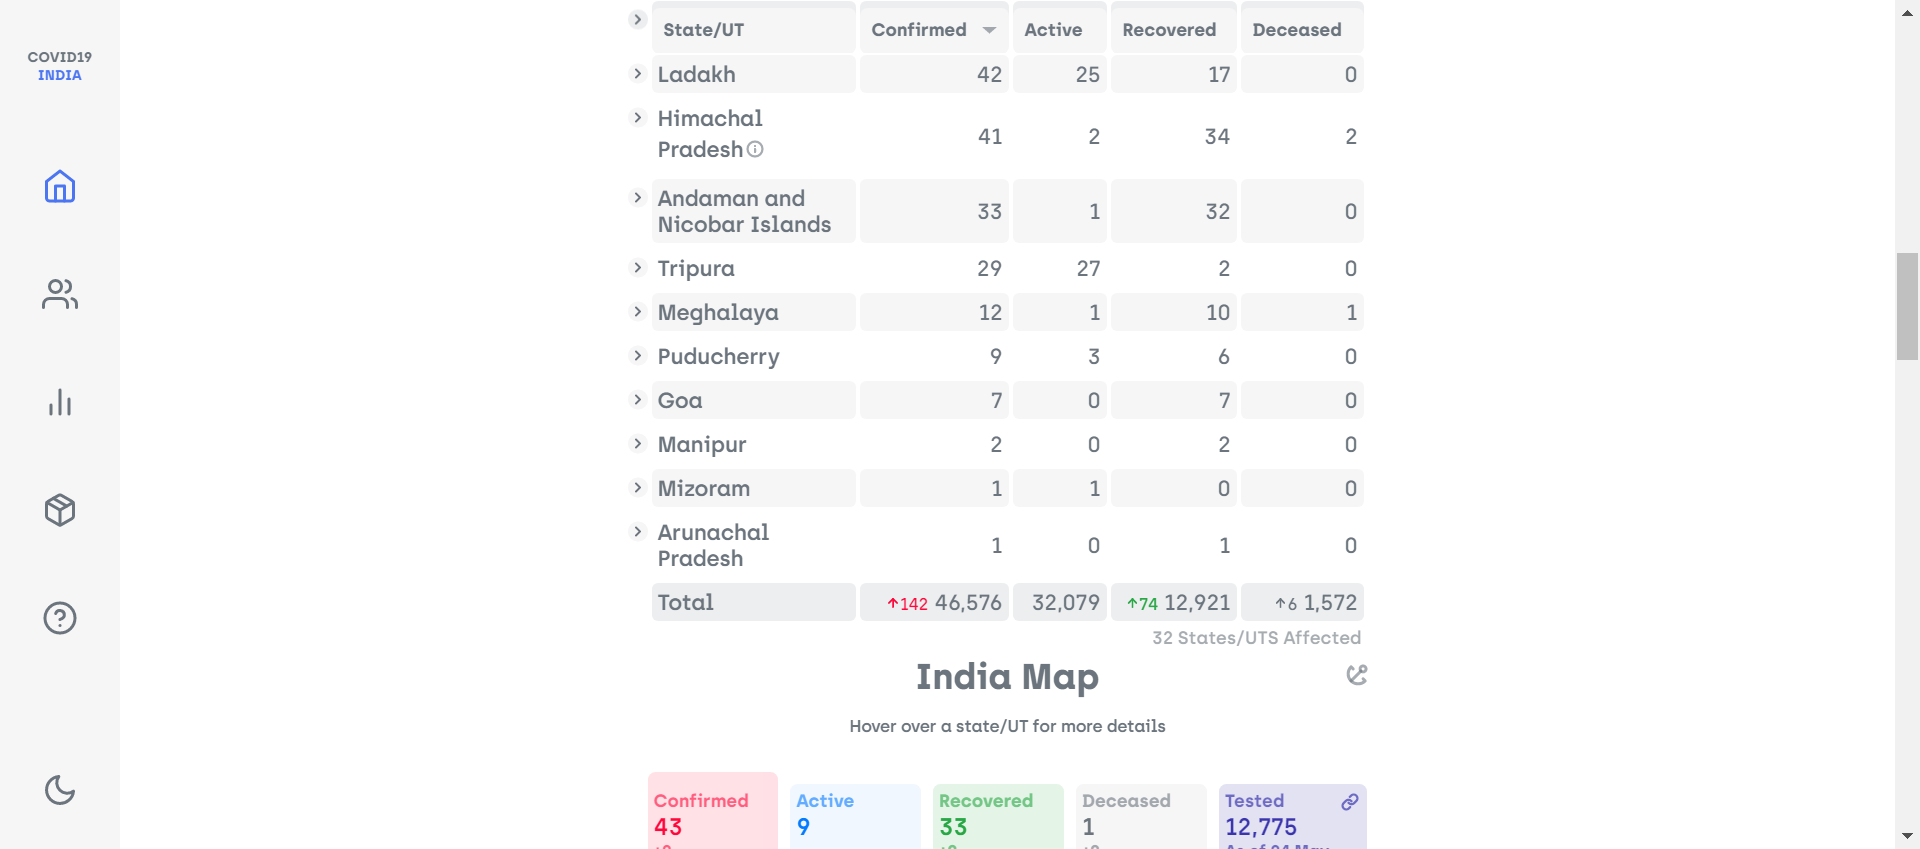 COVID19
INDIA
State/UT Confirmed Active Recovered Deceased
Ladakh 42 25 17 0
Himachal
Pradesh 41 2 34 2
Andaman and
Nicobar Islands 33 1 32 0
Tripura 29 27 2 0
Meghalaya 12 1 10 1
Puducherry 9 3 6 0
Goa 7 0 7 0
Manipur 2 0 2 0
Mizoram 1 1 0 0
Arunachal
Pradesh 1 0 1 0
Total ↑142 46,576 32,079 ↑74 12,921 ↑6 1,572
32 States/UTS Affected
India Map
Hover over a state/UT for more details
Confirmed Active Recovered Deceased Tested
43 9 33 1 12,775